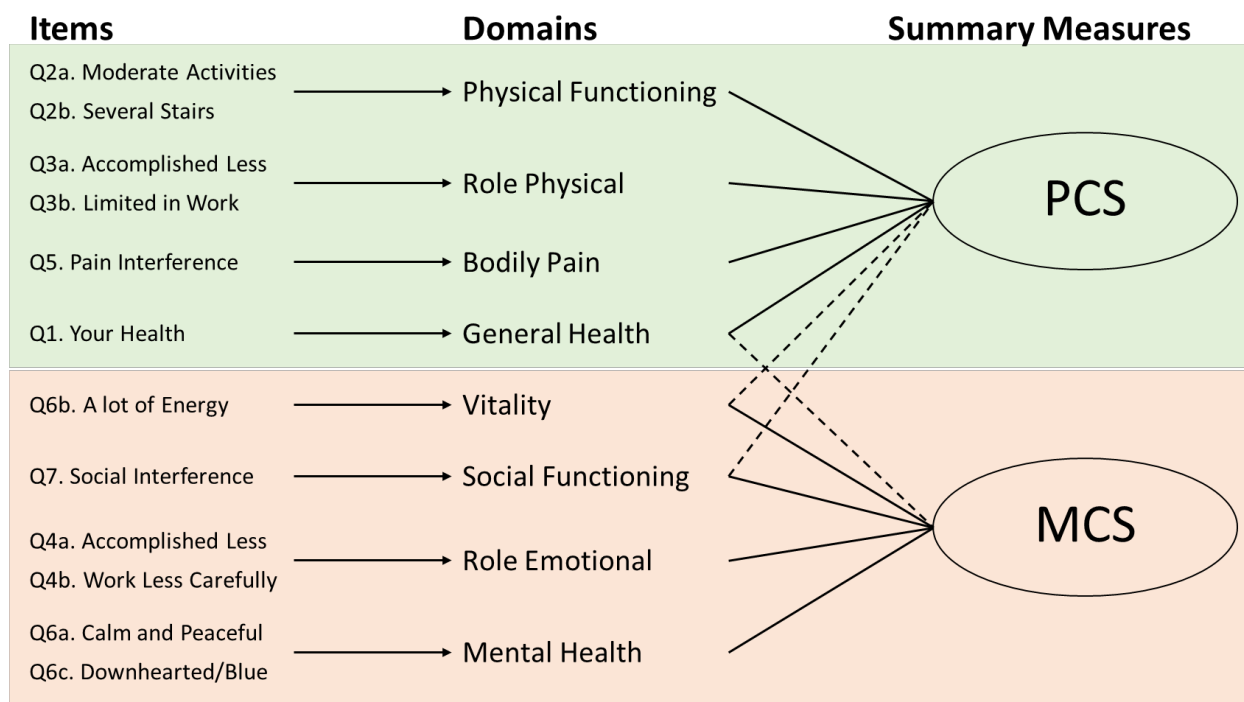 Items Domains Summary Measures
Q2a. Moderate Activities
Q2b. Several Stairs
Physical Functioning
Q3a. Accomplished Less
Q3b. Limited in Work
Role Physical
PCS
Q5. Pain Interference
Bodily Pain
Q1. Your Health
General Health
Q6b. A lot of Energy
Vitality
Q7. Social Interference
Social Functioning
MCS
Q4a. Accomplished Less
Q4b. Work Less Carefully
Role Emotional
Q6a. Calm and Peaceful
Q6c. Downhearted/Blue
Mental Health